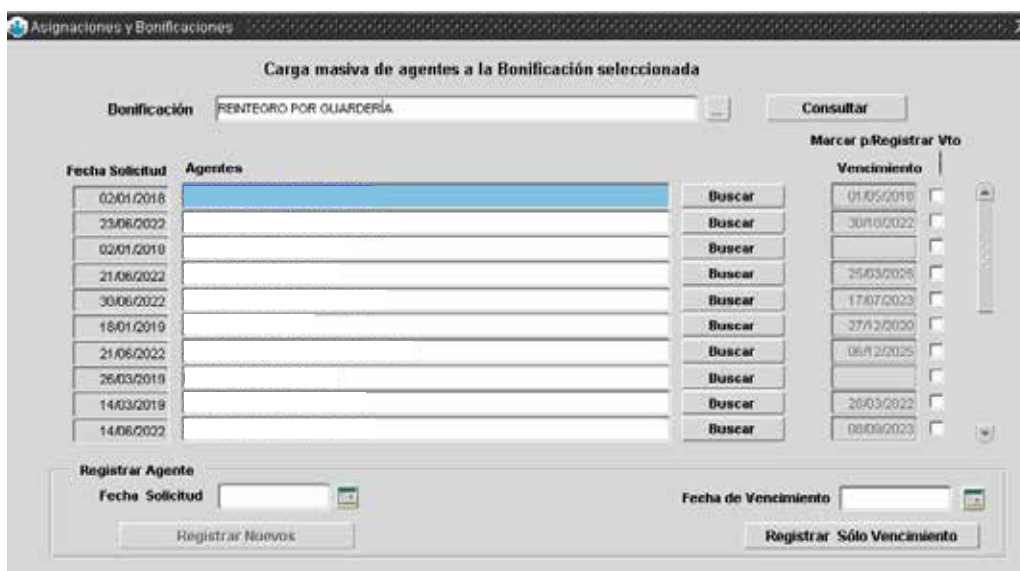 Asignaciones y Bonificaciones
Carga masiva de agentes a la Bonificación seleccionada
Bonificación REINTEGRO POR GUARDERÍA ... Consultar
Marcar p/Registrar Vto
Fecha Solicitud Agentes Vencimiento
02/01/2018 Buscar 01/05/2018
23/06/2022 Buscar 30/10/2022
02/01/2018 Buscar
21/06/2022 Buscar 25/03/2025
30/06/2022 Buscar 17/07/2023
18/01/2019 Buscar 27/12/2020
21/06/2022 Buscar 06/12/2025
26/03/2019 Buscar
14/03/2019 Buscar 28/03/2022
14/06/2022 Buscar 08/09/2023
Registrar Agente
Fecha Solicitud Fecha de Vencimiento
Registrar Nuevos Registrar Sólo Vencimiento